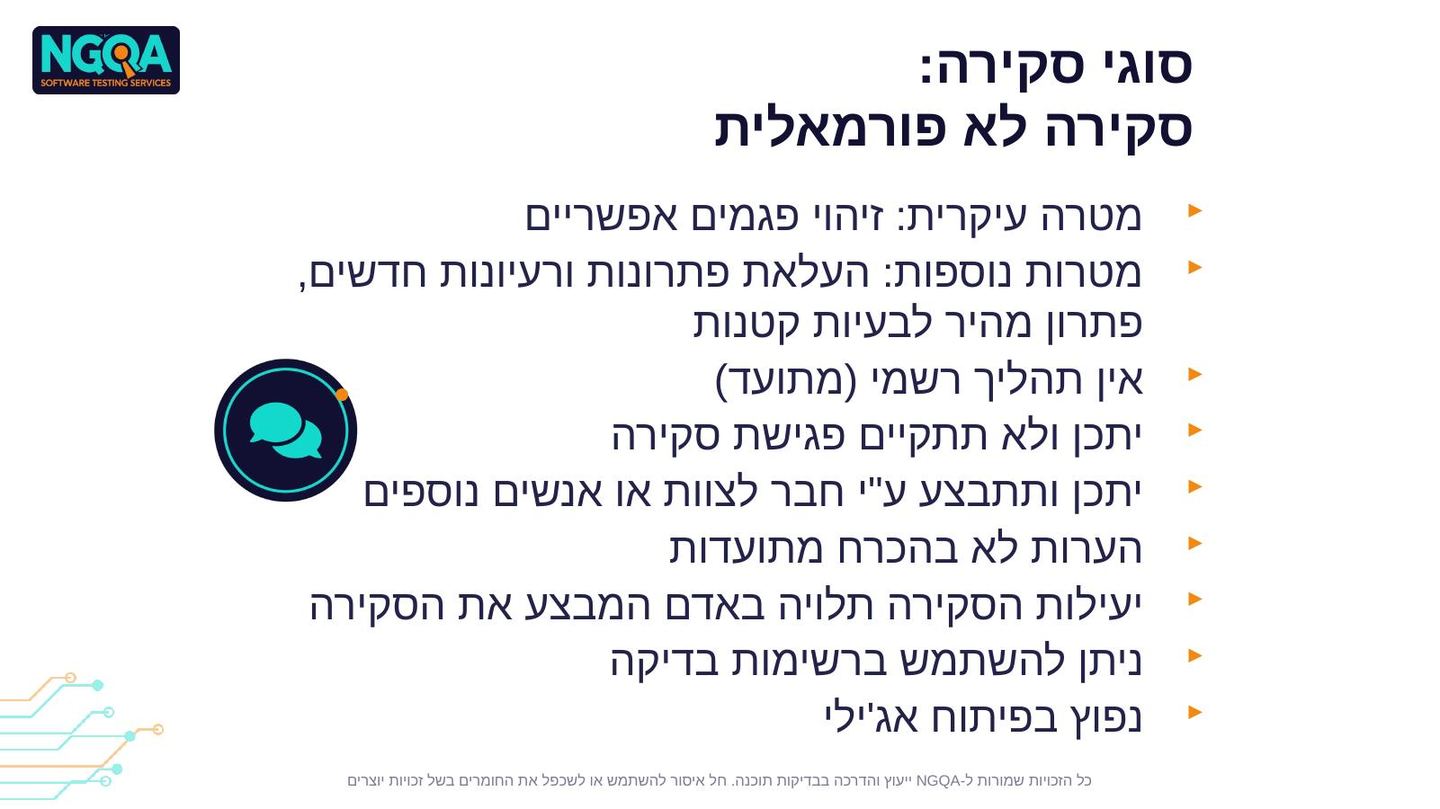 NGQA
SOFTWARE TESTING SERVICES
סוגי סקירה:
סקירה לא פורמאלית
מטרה עיקרית: זיהוי פגמים אפשריים
מטרות נוספות: העלאת פתרונות ורעיונות חדשים,
פתרון מהיר לבעיות קטנות
אין תהליך רשמי (מתועד)
יתכן ולא תתקיים פגישת סקירה
יתכן ותתבצע ע"י חבר לצוות או אנשים נוספים
הערות לא בהכרח מתועדות
יעילות הסקירה תלויה באדם המבצע את הסקירה
ניתן להשתמש ברשימות בדיקה
נפוץ בפיתוח אג'ילי
כל הזכויות שמורות ל-NGQA ייעוץ והדרכה בבדיקות תוכנה. חל איסור להשתמש או לשכפל את החומרים בשל זכויות יוצרים